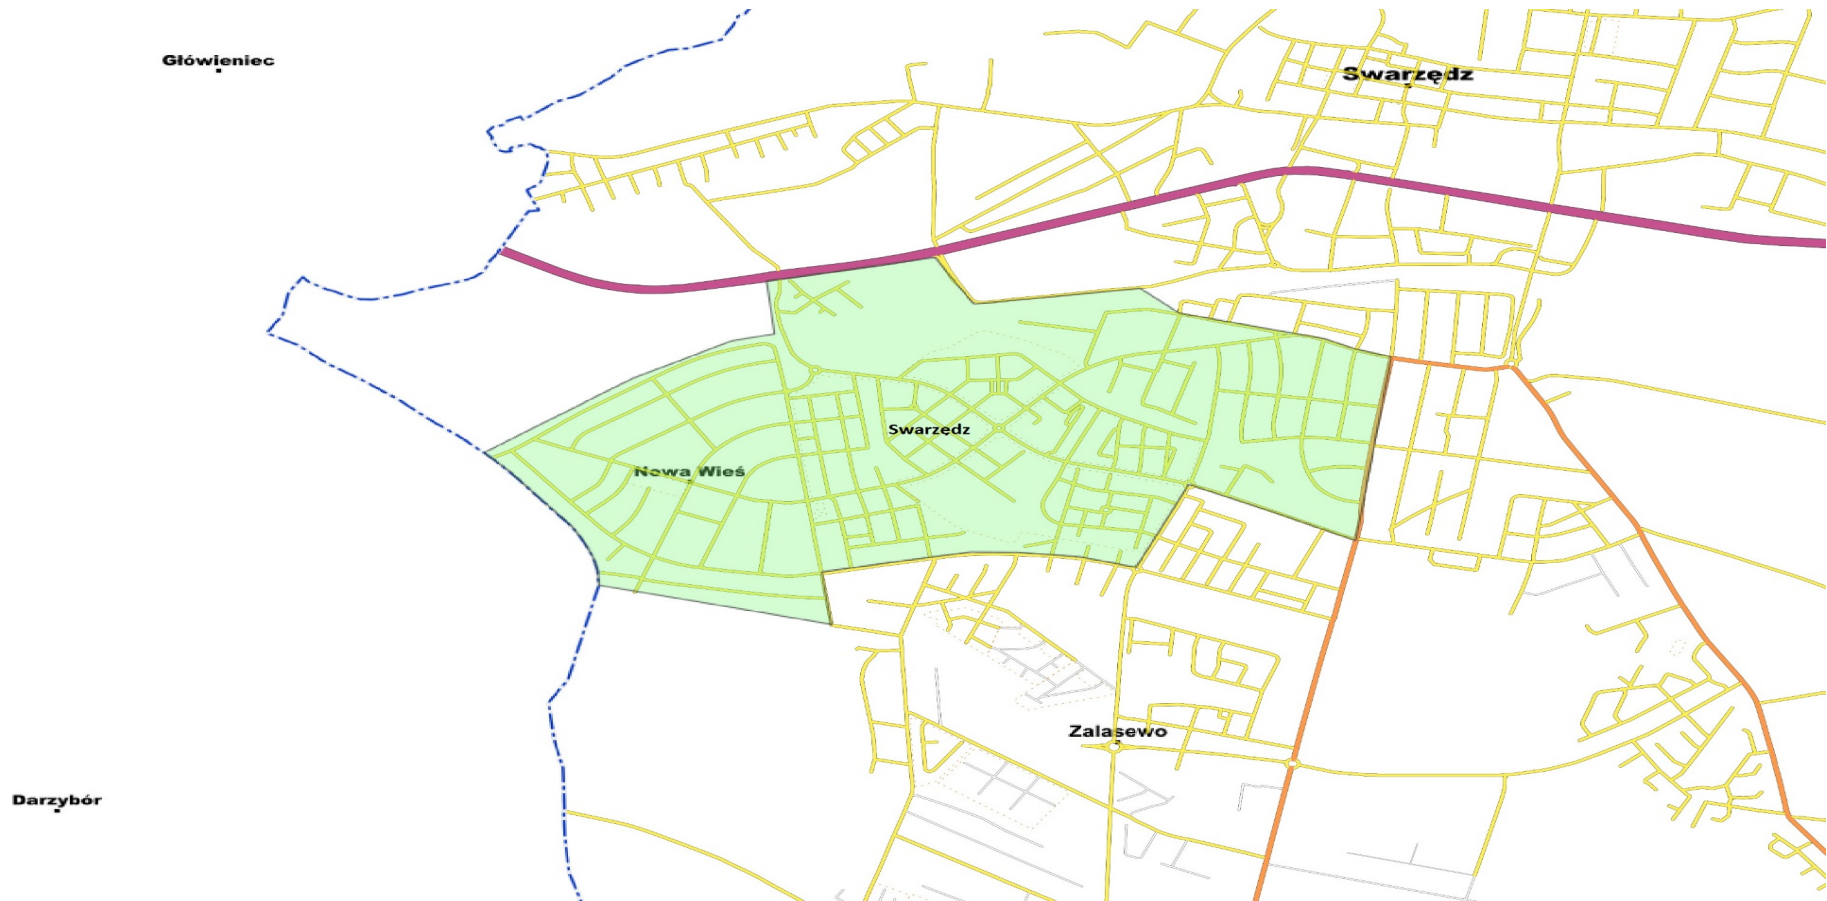 Główieniec
Swarzędz
Swarzędz
Nowa Wieś
Zalasewo
Darzybór